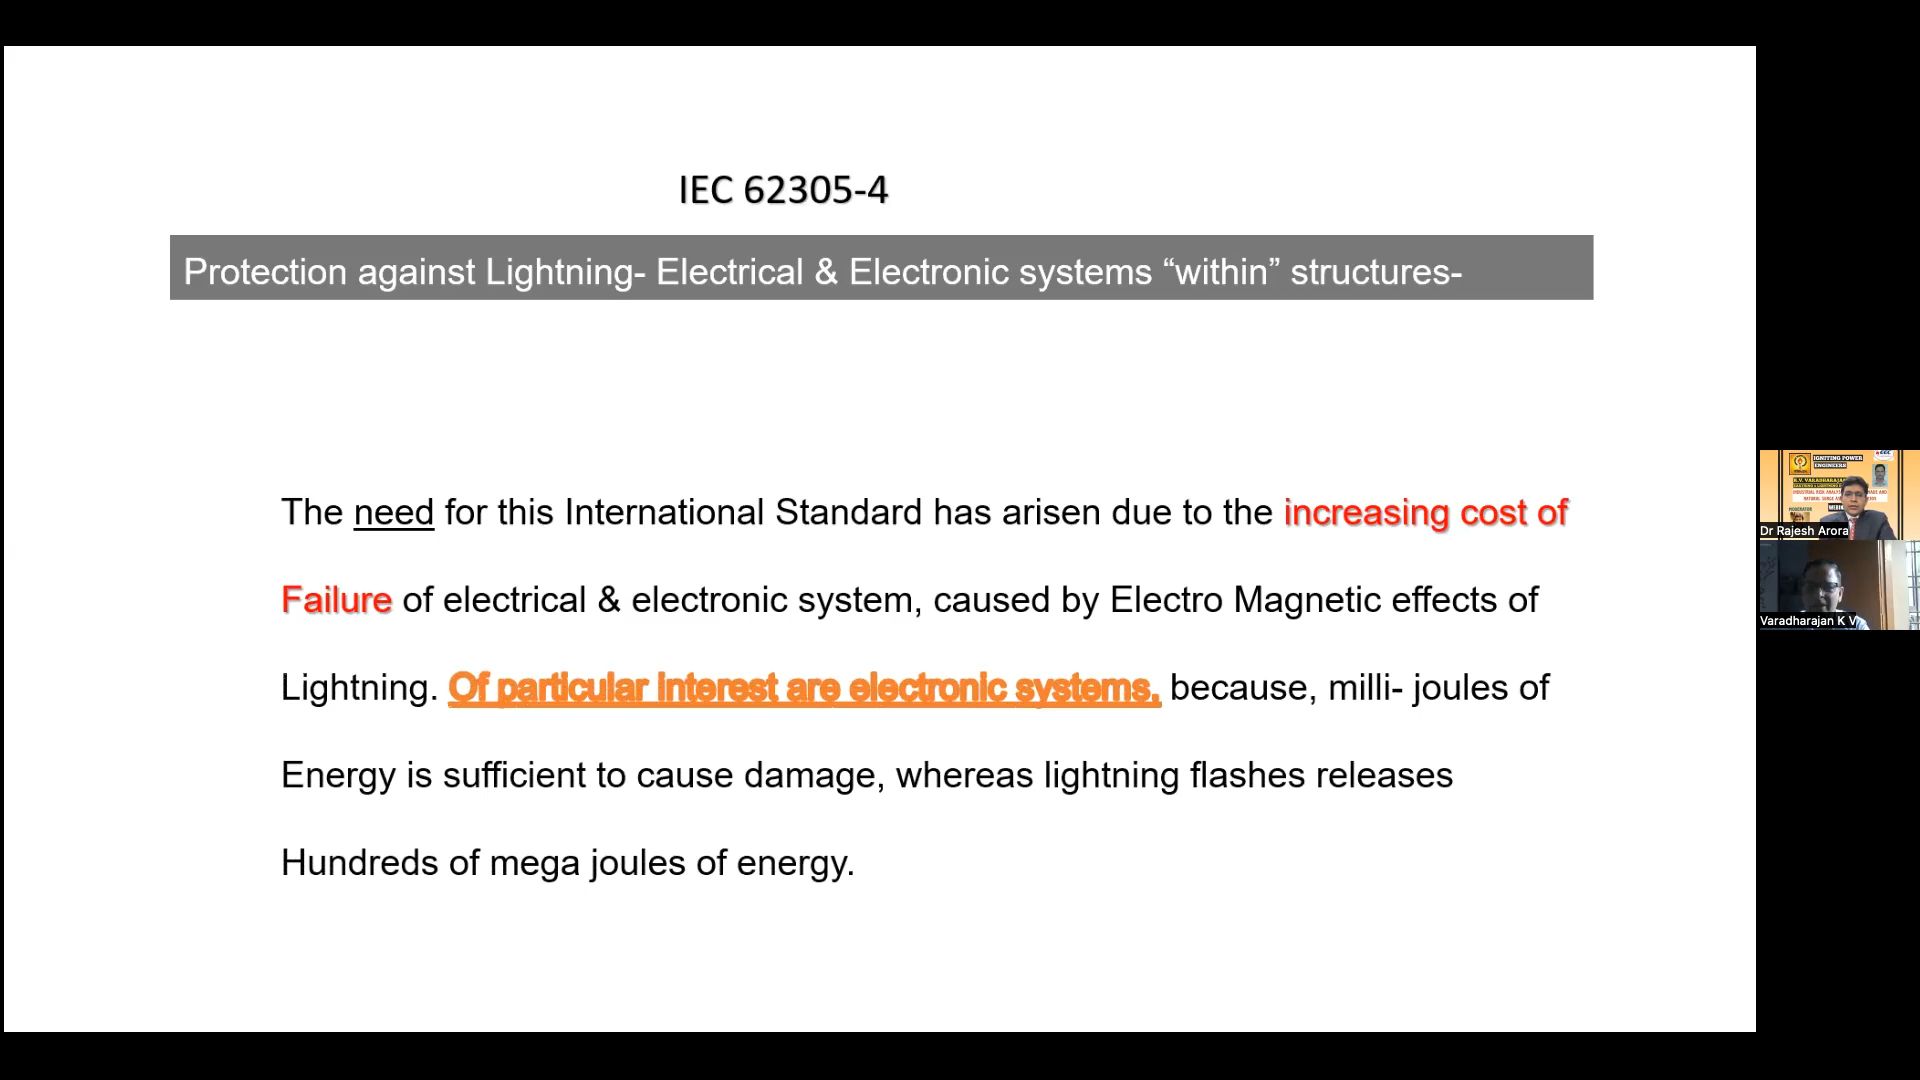 IEC 62305-4
Protection against Lightning- Electrical & Electronic systems “within” structures-
The need for this International Standard has arisen due to the increasing cost of
Failure of electrical & electronic system, caused by Electro Magnetic effects of
Lightning. Of particular interest are electronic systems, because, milli- joules of
Energy is sufficient to cause damage, whereas lightning flashes releases
Hundreds of mega joules of energy.
IGNITING POWER
ENGINEERS
Dr Rajesh Arora
Varadharajan K V